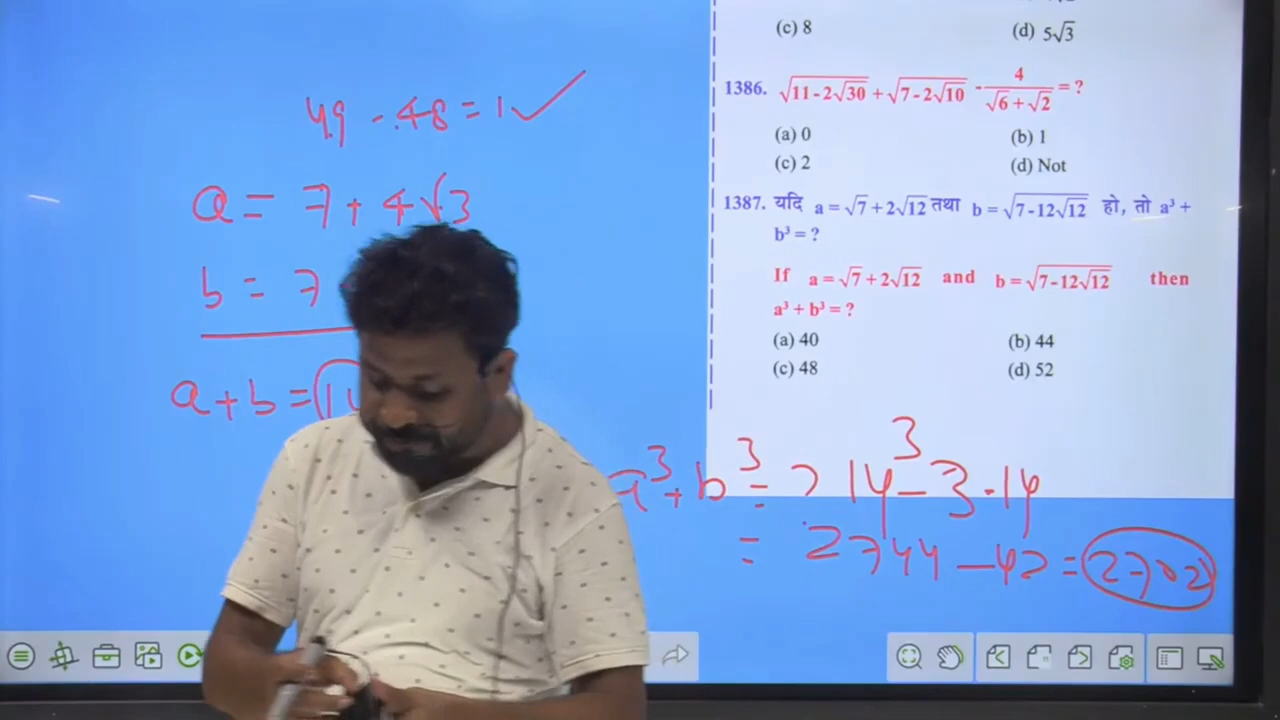 49 - 48 = 1 ✓
a = 7 + 4√3
b = 7
a + b =
(c) 8 (d) 5√3
1386. √(11 - 2√30) + √(7 - 2√10) - 4/(√6 + √2) = ?
(a) 0 (b) 1
(c) 2 (d) Not
1387. यदि a = √7 + 2√12 तथा b = √(7 - 12√12) हो, तो a³ +
b³ = ?
If a = √7 + 2√12 and b = √(7 - 12√12) then
a³ + b³ = ?
(a) 40 (b) 44
(c) 48 (d) 52
a³ + b³ = 14³ - 3·14
= 2744 - 42 = 2702